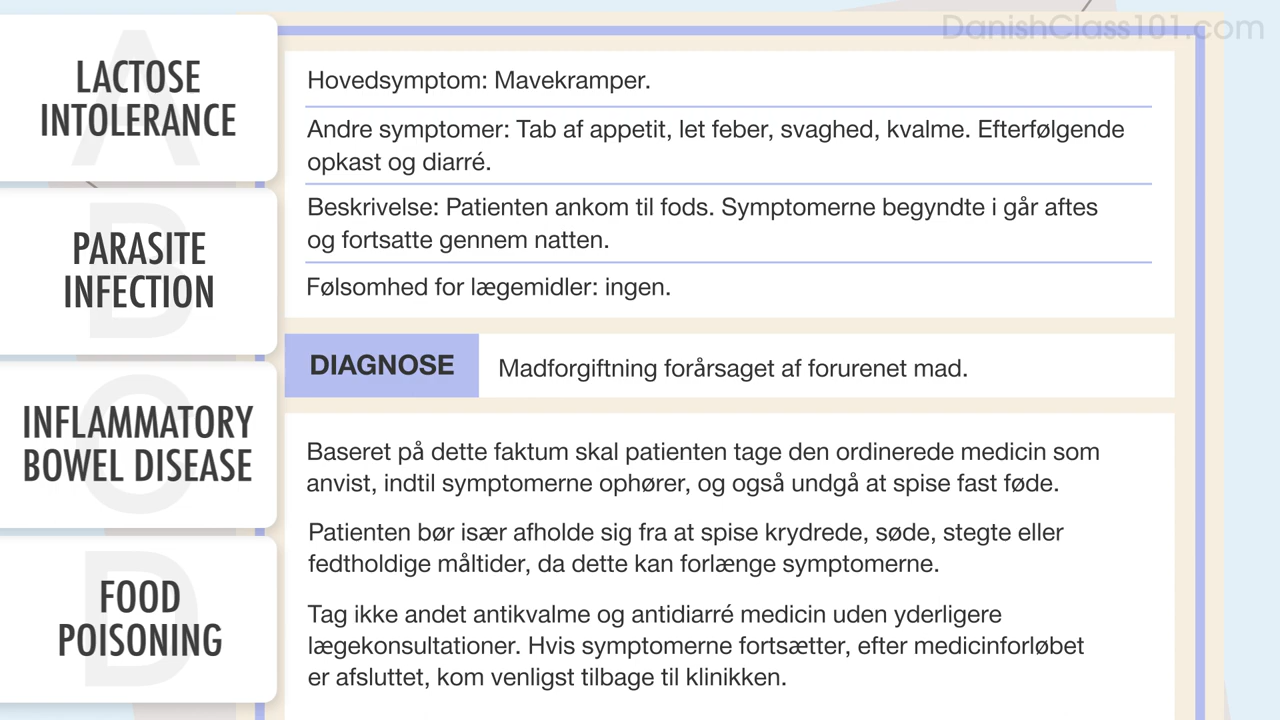 DanishClass101.com
A
LACTOSE
INTOLERANCE
B
PARASITE
INFECTION
C
INFLAMMATORY
BOWEL DISEASE
D
FOOD
POISONING
Hovedsymptom: Mavekramper.
Andre symptomer: Tab af appetit, let feber, svaghed, kvalme. Efterfølgende
opkast og diarré.
Beskrivelse: Patienten ankom til fods. Symptomerne begyndte i går aftes
og fortsatte gennem natten.
Følsomhed for lægemidler: ingen.
DIAGNOSE
Madforgiftning forårsaget af forurenet mad.
Baseret på dette faktum skal patienten tage den ordinerede medicin som
anvist, indtil symptomerne ophører, og også undgå at spise fast føde.
Patienten bør især afholde sig fra at spise krydrede, søde, stegte eller
fedtholdige måltider, da dette kan forlænge symptomerne.
Tag ikke andet antikvalme og antidiarré medicin uden yderligere
lægekonsultationer. Hvis symptomerne fortsætter, efter medicinforløbet
er afsluttet, kom venligst tilbage til klinikken.